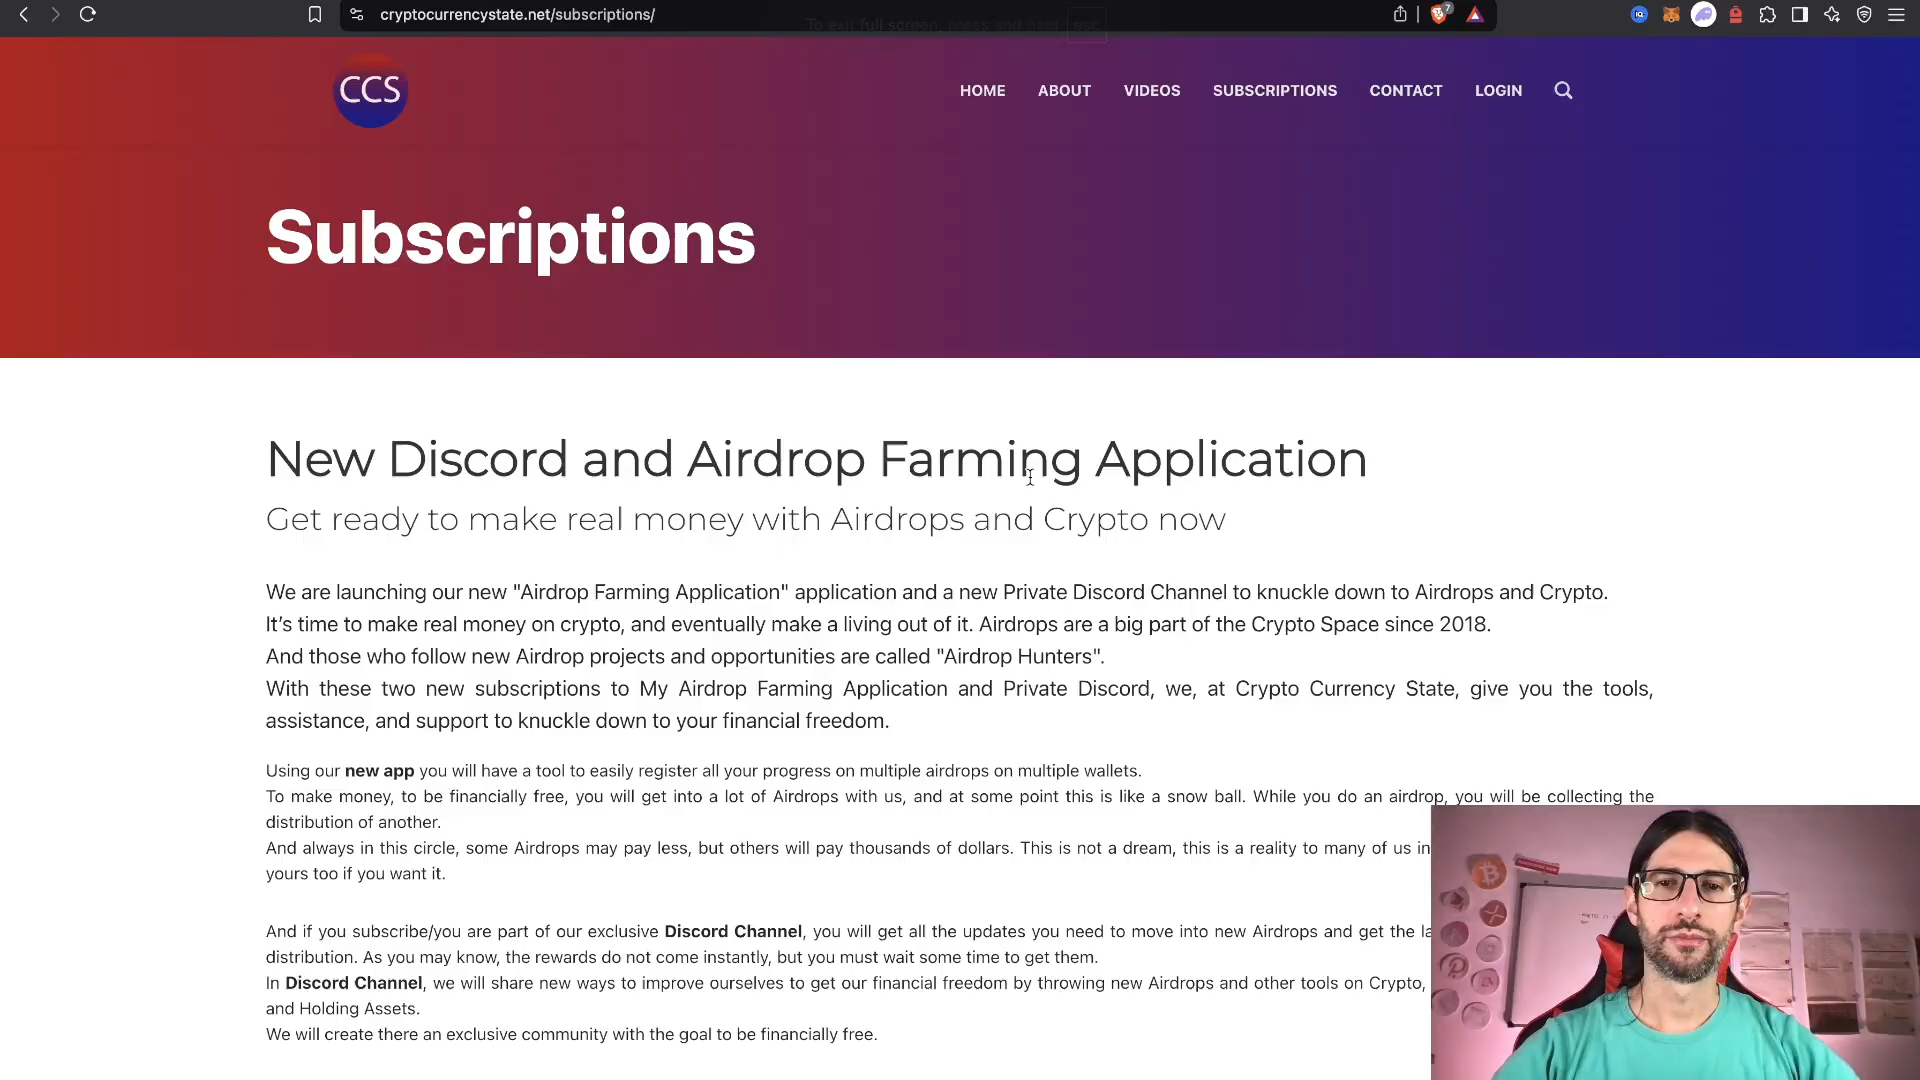 cryptocurrencystate.net/subscriptions/
To exit full screen, press and hold esc
7
CCS
HOME
ABOUT
VIDEOS
SUBSCRIPTIONS
CONTACT
LOGIN
Subscriptions
New Discord and Airdrop Farming Application
Get ready to make real money with Airdrops and Crypto now
We are launching our new "Airdrop Farming Application" application and a new Private Discord Channel to knuckle down to Airdrops and Crypto.
It’s time to make real money on crypto, and eventually make a living out of it. Airdrops are a big part of the Crypto Space since 2018.
And those who follow new Airdrop projects and opportunities are called "Airdrop Hunters".
With these two new subscriptions to My Airdrop Farming Application and Private Discord, we, at Crypto Currency State, give you the tools,
assistance, and support to knuckle down to your financial freedom.
Using our new app you will have a tool to easily register all your progress on multiple airdrops on multiple wallets.
To make money, to be financially free, you will get into a lot of Airdrops with us, and at some point this is like a snow ball. While you do an airdrop, you will be collecting the
distribution of another.
And always in this circle, some Airdrops may pay less, but others will pay thousands of dollars. This is not a dream, this is a reality to many of us in
yours too if you want it.
And if you subscribe/you are part of our exclusive Discord Channel, you will get all the updates you need to move into new Airdrops and get the
distribution. As you may know, the rewards do not come instantly, but you must wait some time to get them.
In Discord Channel, we will share new ways to improve ourselves to get our financial freedom by throwing new Airdrops and other tools on Crypto,
and Holding Assets.
We will create there an exclusive community with the goal to be financially free.